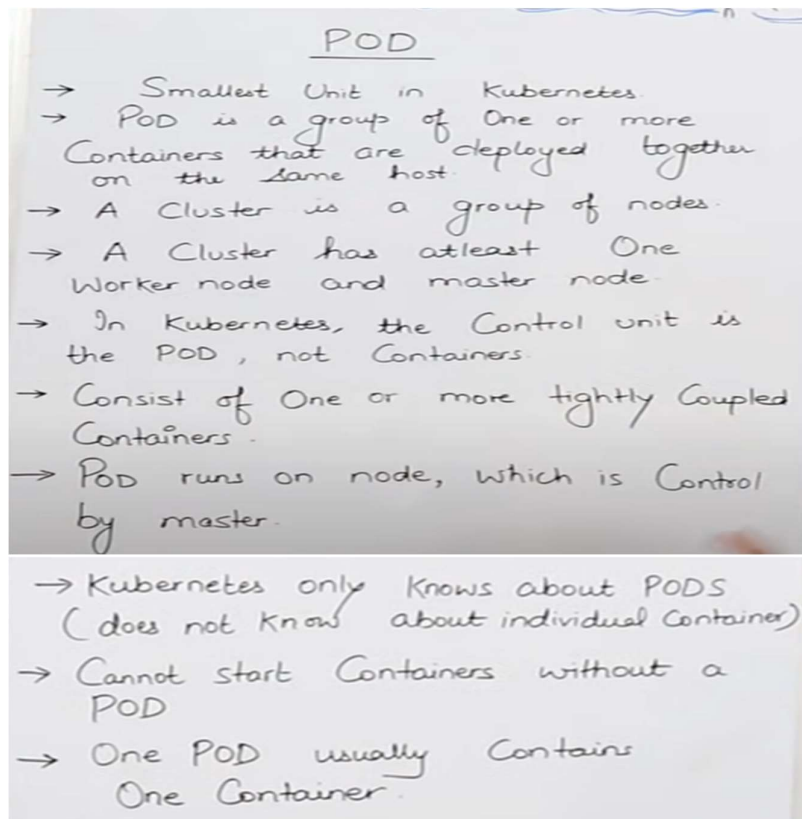 POD
→ Smallest Unit in Kubernetes.
→ POD is a group of One or more
Containers that are deployed together
on the same host.
→ A Cluster is a group of nodes.
→ A Cluster has atleast One
Worker node and master node.
→ In Kubernetes, the Control unit is
the POD, not Containers.
→ Consist of One or more tightly Coupled
Containers.
→ POD runs on node, which is Control
by master.
→ Kubernetes only Knows about PODS
(does not Know about individual Container)
→ Cannot start Containers without a
POD
→ One POD usually Contains
One Container.